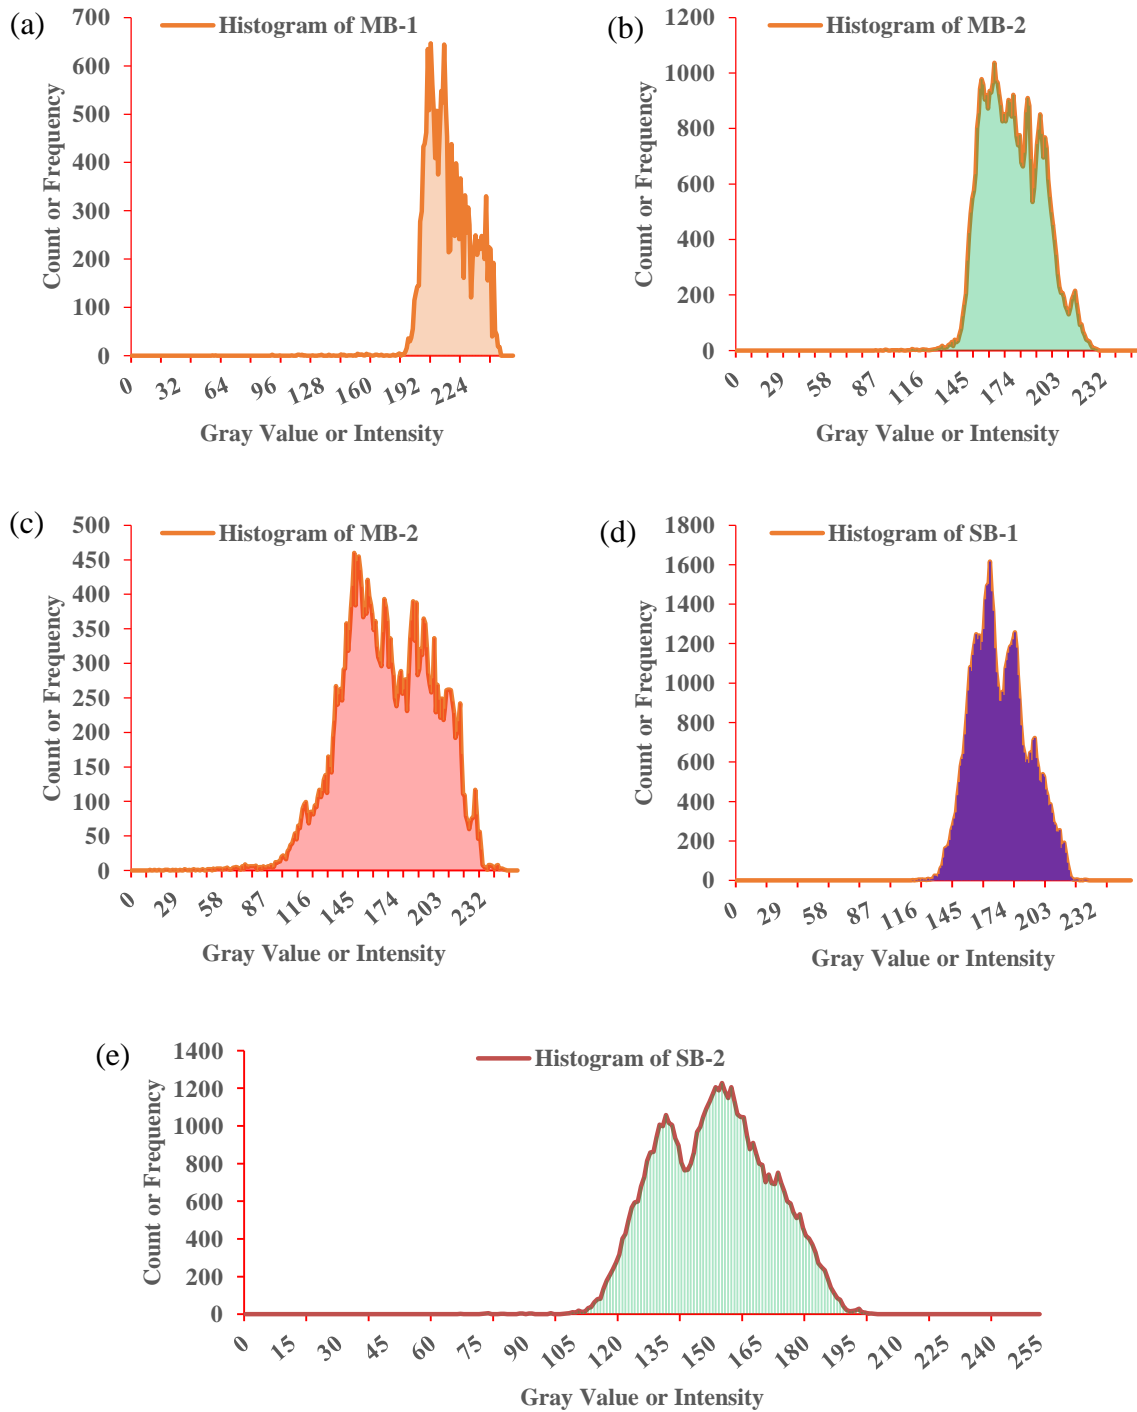 (a)
Histogram of MB-1
700
600
500
400
300
200
100
0
Count or Frequency
0 32 64 96 128 160 192 224
Gray Value or Intensity
(b)
Histogram of MB-2
1200
1000
800
600
400
200
0
Count or Frequency
0 29 58 87 116 145 174 203 232
Gray Value or Intensity
(c)
Histogram of MB-2
500
450
400
350
300
250
200
150
100
50
0
Count or Frequency
0 29 58 87 116 145 174 203 232
Gray Value or Intensity
(d)
Histogram of SB-1
1800
1600
1400
1200
1000
800
600
400
200
0
Count or Frequency
0 29 58 87 116 145 174 203 232
Gray Value or Intensity
(e)
Histogram of SB-2
1400
1200
1000
800
600
400
200
0
Count or Frequency
0 15 30 45 60 75 90 105 120 135 150 165 180 195 210 225 240 255
Gray Value or Intensity